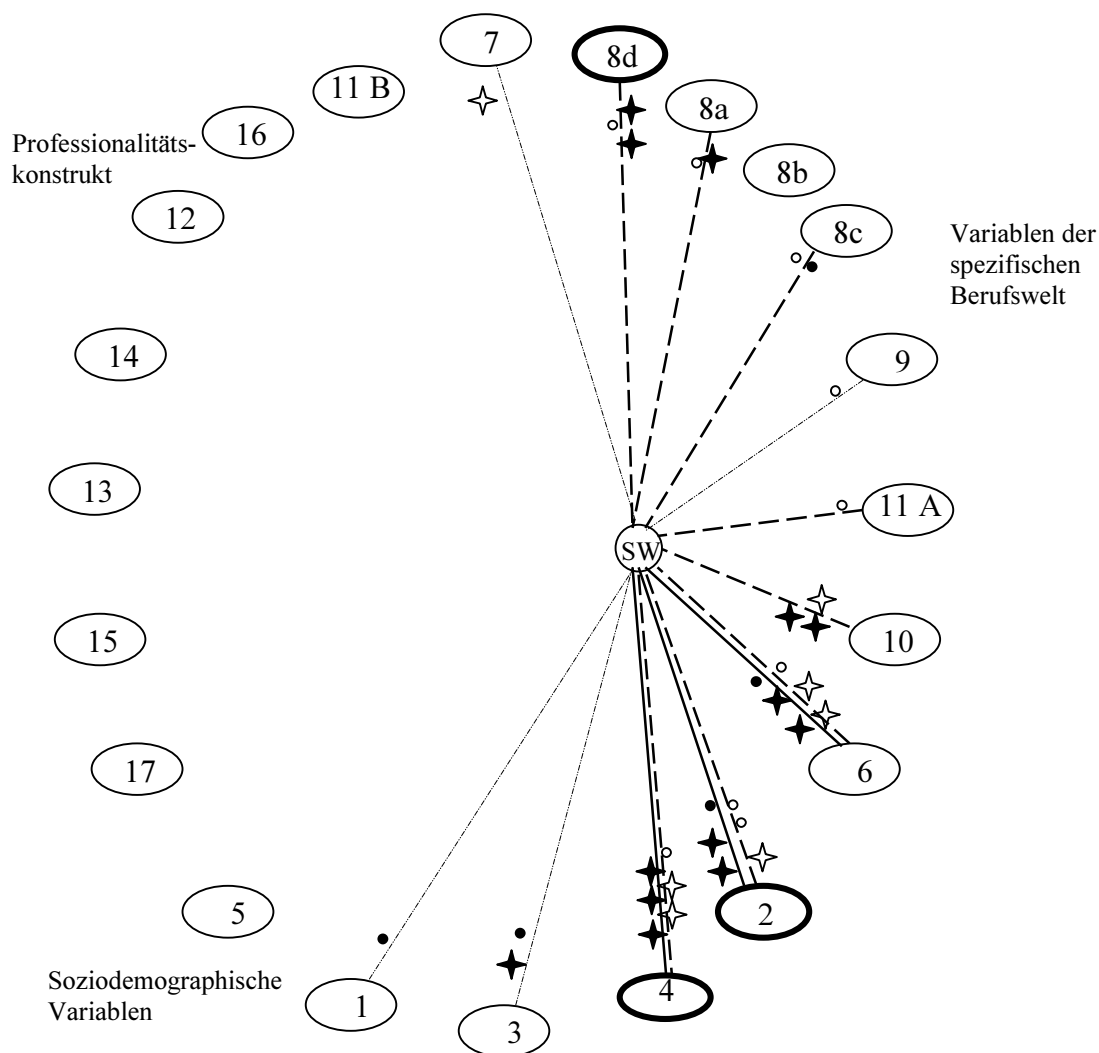 7
8d
11 B
8a
16
Professionalitäts-
konstrukt
8b
12
8c
Variablen der
spezifischen
Berufswelt
14
9
13
11 A
SW
15
10
17
6
5
2
Soziodemographische
Variablen
1
4
3